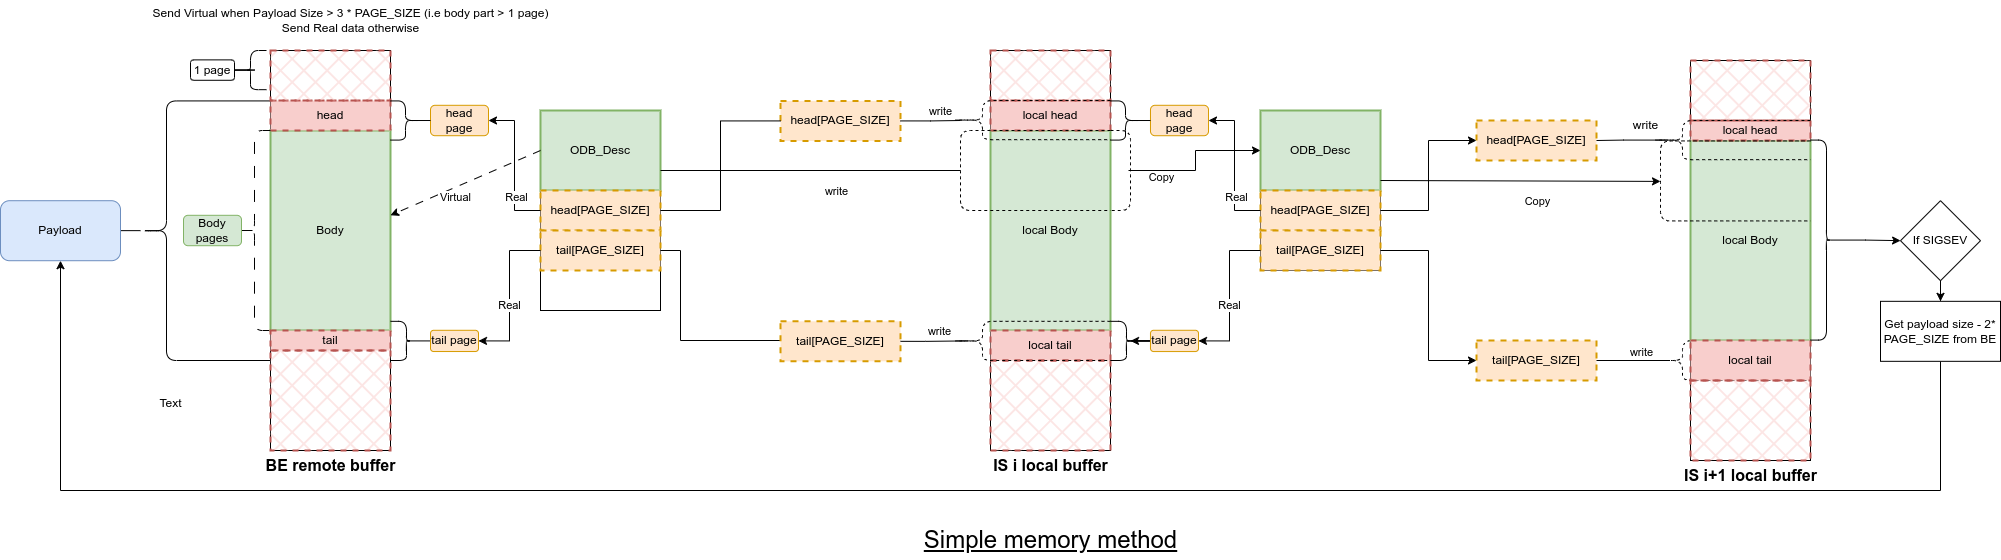 Send Virtual when Payload Size > 3 * PAGE_SIZE (i.e body part > 1 page)
Send Real data otherwise
1 page
head
Body
pages
Body
tail
Payload
Text
BE remote buffer
head
page
tail page
Virtual
Real
Real
ODB_Desc
head[PAGE_SIZE]
tail[PAGE_SIZE]
head[PAGE_SIZE]
write
write
tail[PAGE_SIZE]
write
local head
local Body
local tail
IS i local buffer
head
page
Copy
tail page
Real
Real
ODB_Desc
head[PAGE_SIZE]
tail[PAGE_SIZE]
head[PAGE_SIZE]
write
Copy
tail[PAGE_SIZE]
write
local head
local Body
local tail
IS i+1 local buffer
If SIGSEV
Get payload size - 2*
PAGE_SIZE from BE
Simple memory method